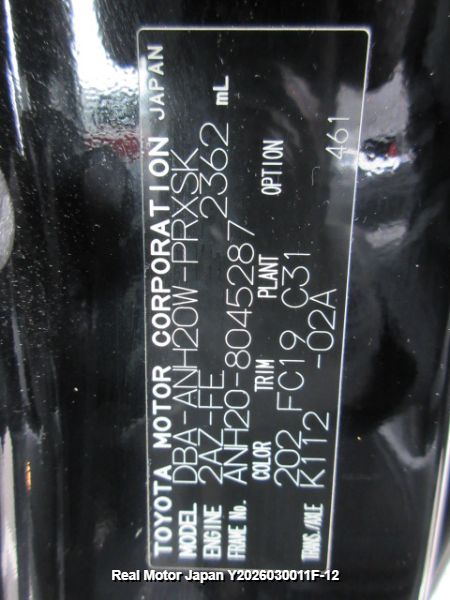 TOYOTA MOTOR CORPORATION JAPAN
MODEL DBA-ANH20W-PRXSK
ENGINE 2AZ-FE 2362 mL
FRAME No. ANH20-8045287
COLOR TRIM PLANT OPTION
202 FC19 C31 461
TRANS./AXLE K112 -02A
Real Motor Japan Y2026030011F-12